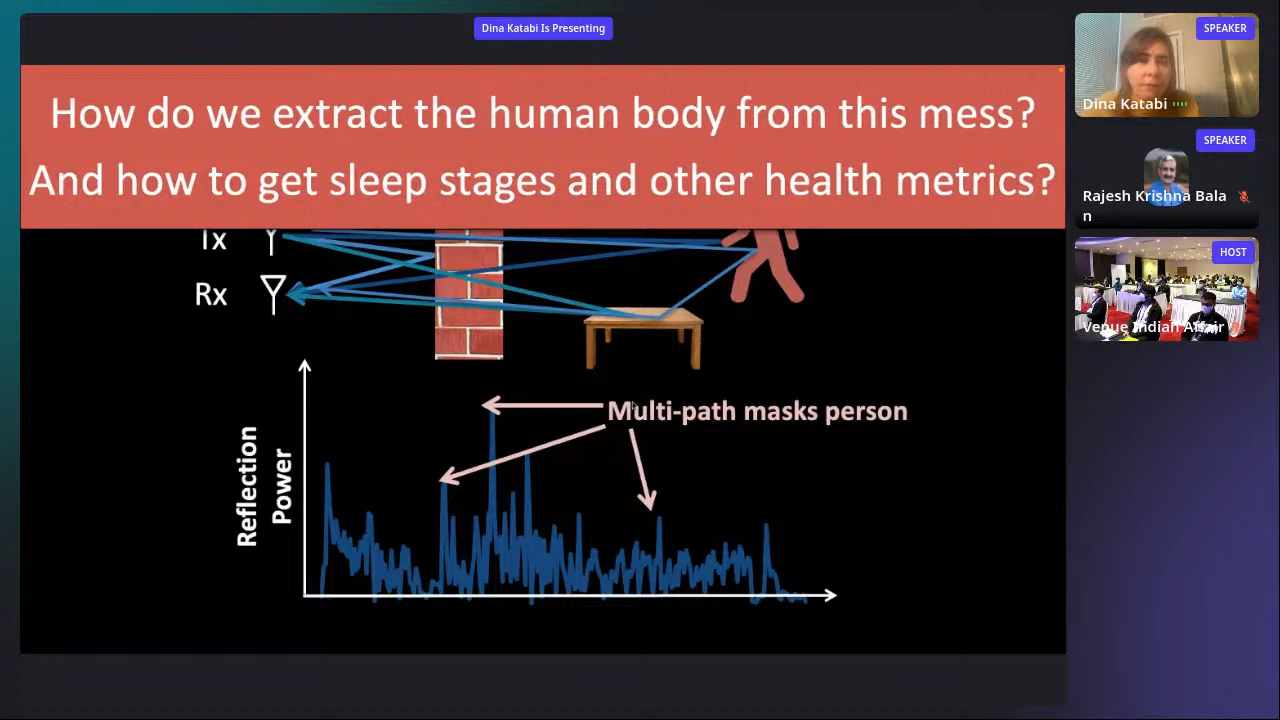 Dina Katabi Is Presenting
How do we extract the human body from this mess?
And how to get sleep stages and other health metrics?
Tx
Rx
Multi-path masks person
Reflection
Power
SPEAKER
Dina Katabi
SPEAKER
Rajesh Krishna Bala
n
HOST
Venue Indian Affair